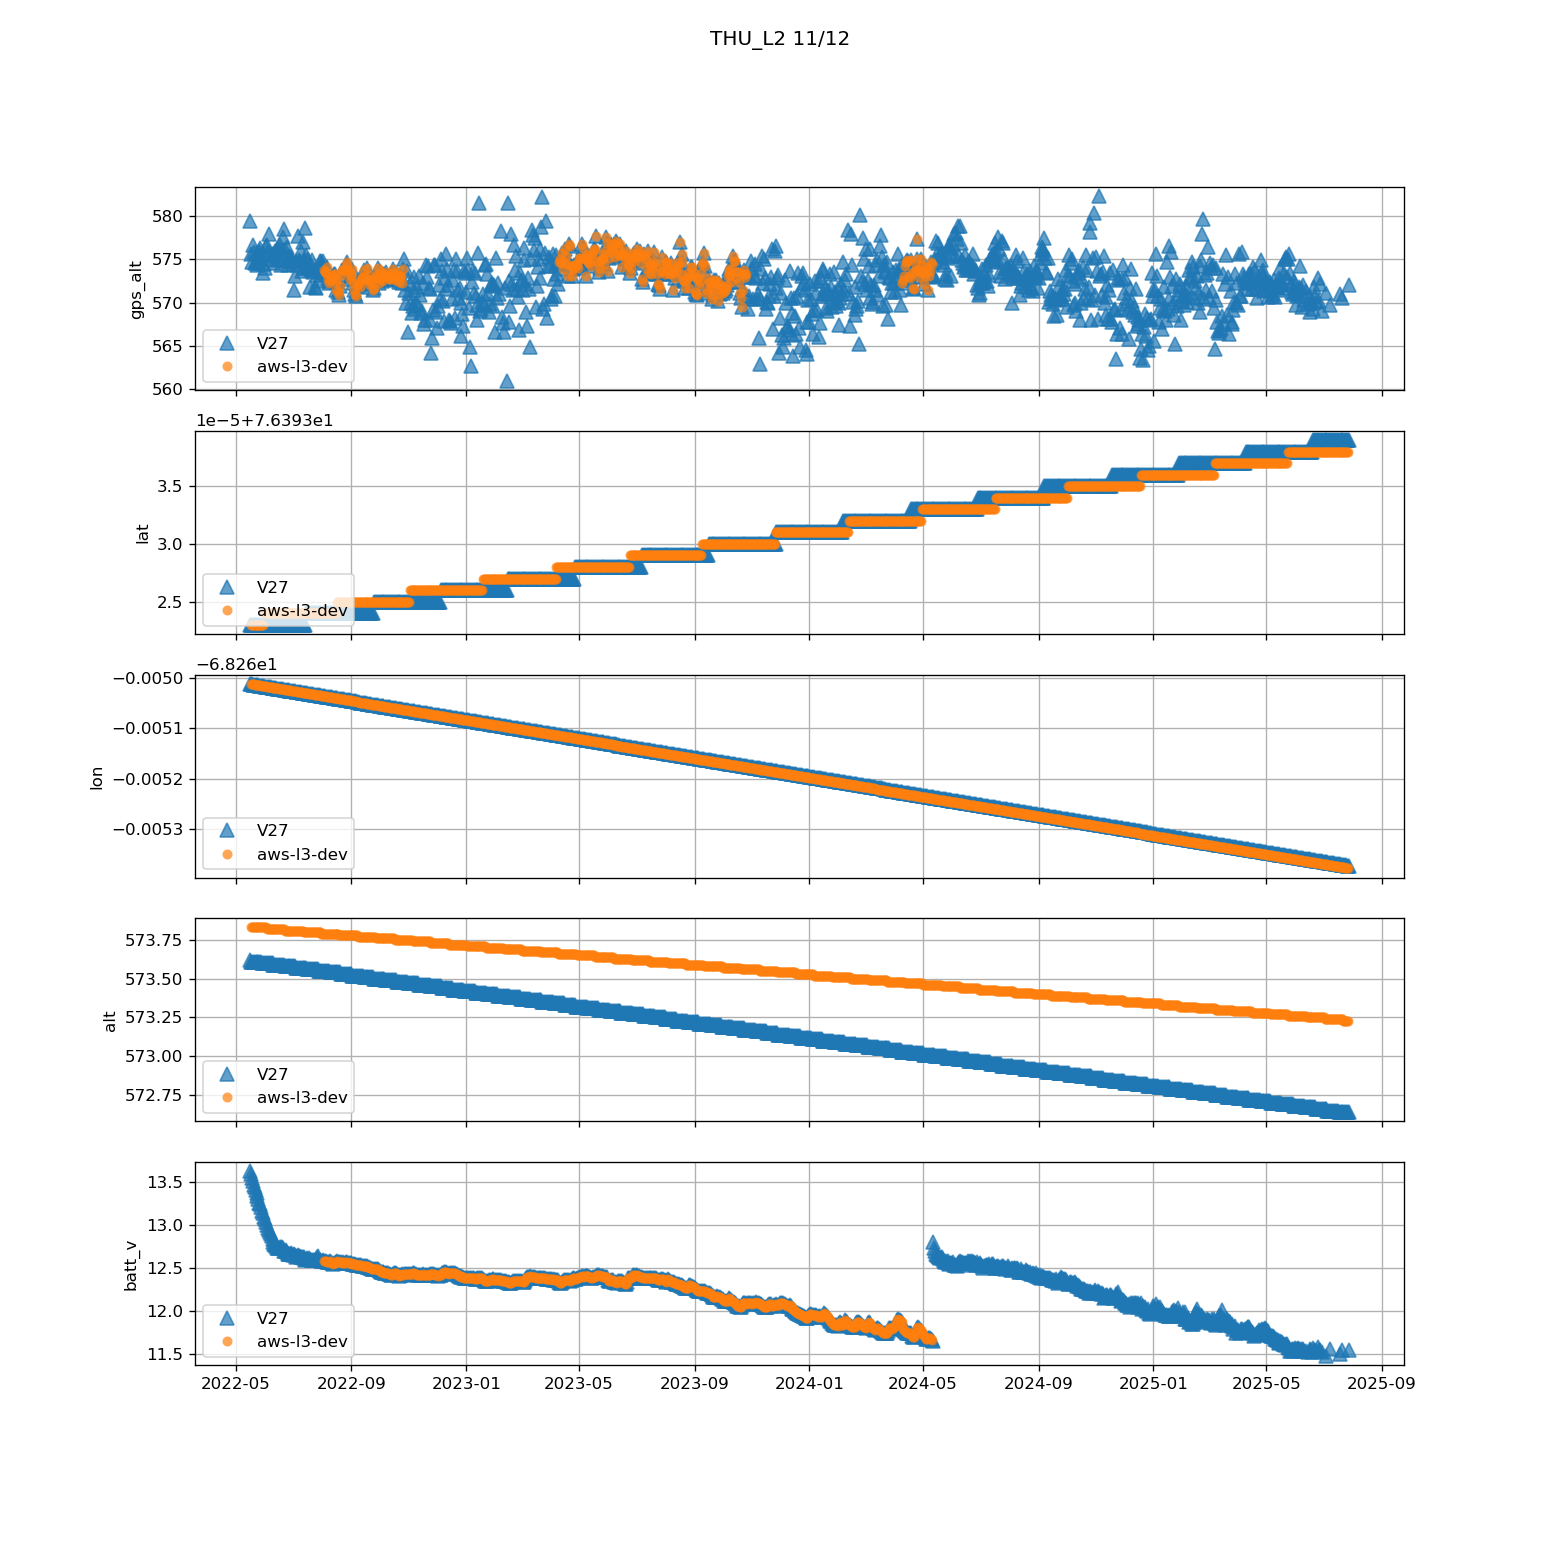 THU_L2 11/12
580
575
570
565
560
gps_alt
V27
aws-l3-dev
1e−5+7.6393e1
3.5
3.0
2.5
lat
V27
aws-l3-dev
−6.826e1
−0.0050
−0.0051
−0.0052
−0.0053
lon
V27
aws-l3-dev
573.75
573.50
573.25
573.00
572.75
alt
V27
aws-l3-dev
13.5
13.0
12.5
12.0
11.5
batt_v
V27
aws-l3-dev
2022-05 2022-09 2023-01 2023-05 2023-09 2024-01 2024-05 2024-09 2025-01 2025-05 2025-09